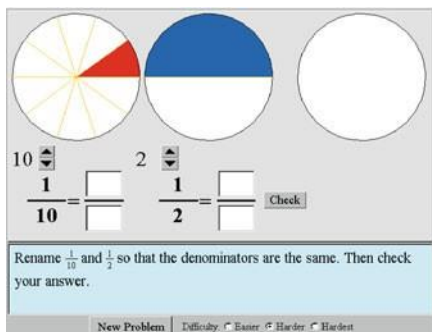 10 2
1/10 = 1/2 = Check
Rename 1/10 and 1/2 so that the denominators are the same. Then check
your answer.
New Problem Difficulty: Easier Harder Hardest